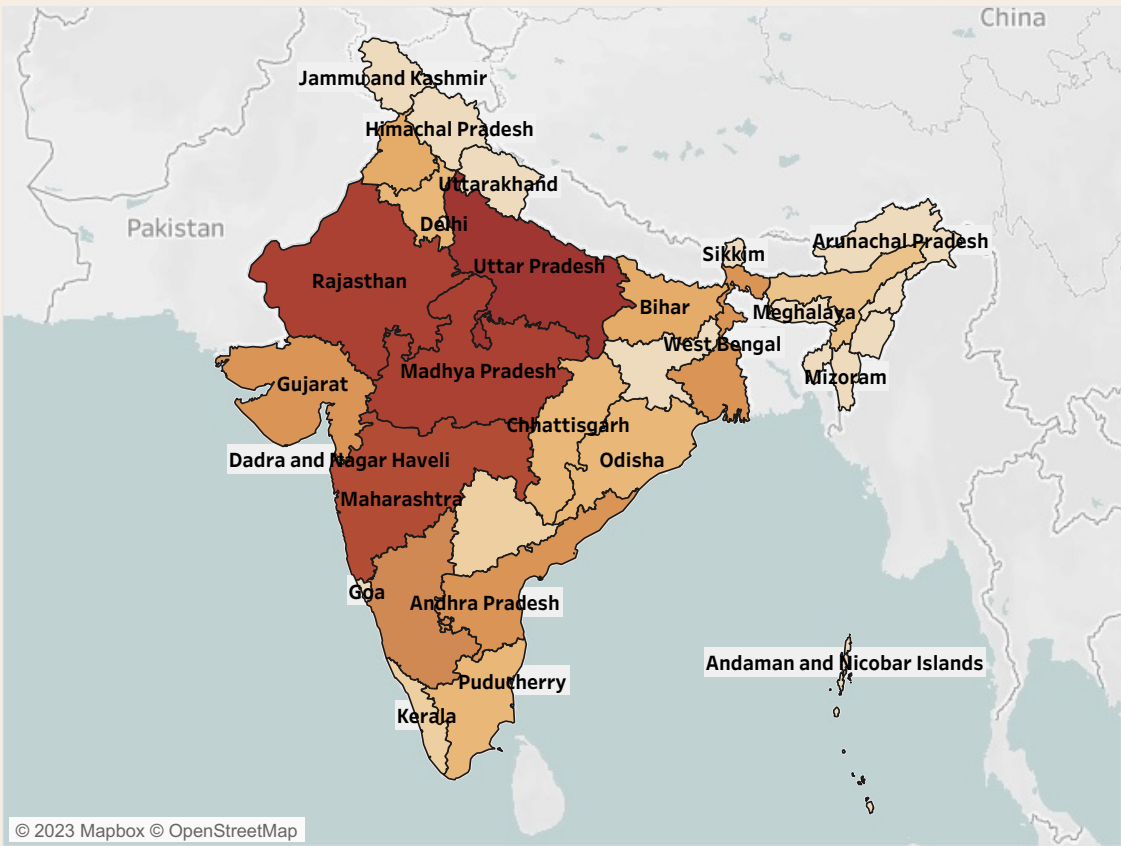 China
Jammu and Kashmir
Himachal Pradesh
Uttarakhand
Pakistan
Delhi
Arunachal Pradesh
Sikkim
Uttar Pradesh
Rajasthan
Bihar
Meghalaya
West Bengal
Madhya Pradesh
Mizoram
Gujarat
Chhattisgarh
Dadra and Nagar Haveli
Odisha
Maharashtra
Goa
Andhra Pradesh
Andaman and Nicobar Islands
Puducherry
Kerala
© 2023 Mapbox © OpenStreetMap